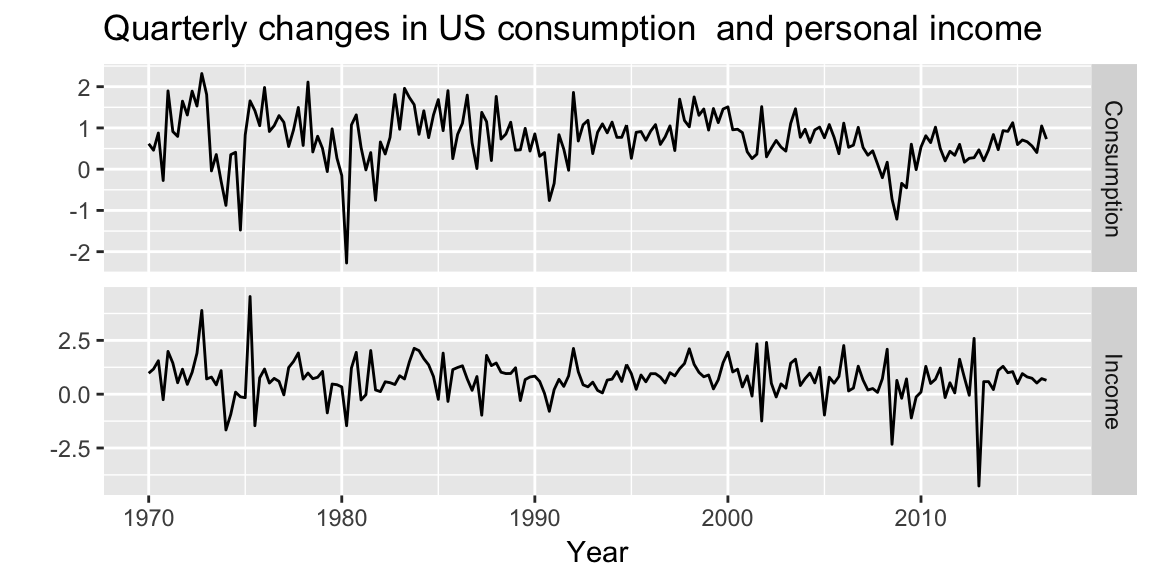 Quarterly changes in US consumption  and personal income
2
1
0
-1
-2
Consumption
2.5
0.0
-2.5
Income
1970 1980 1990 2000 2010
Year